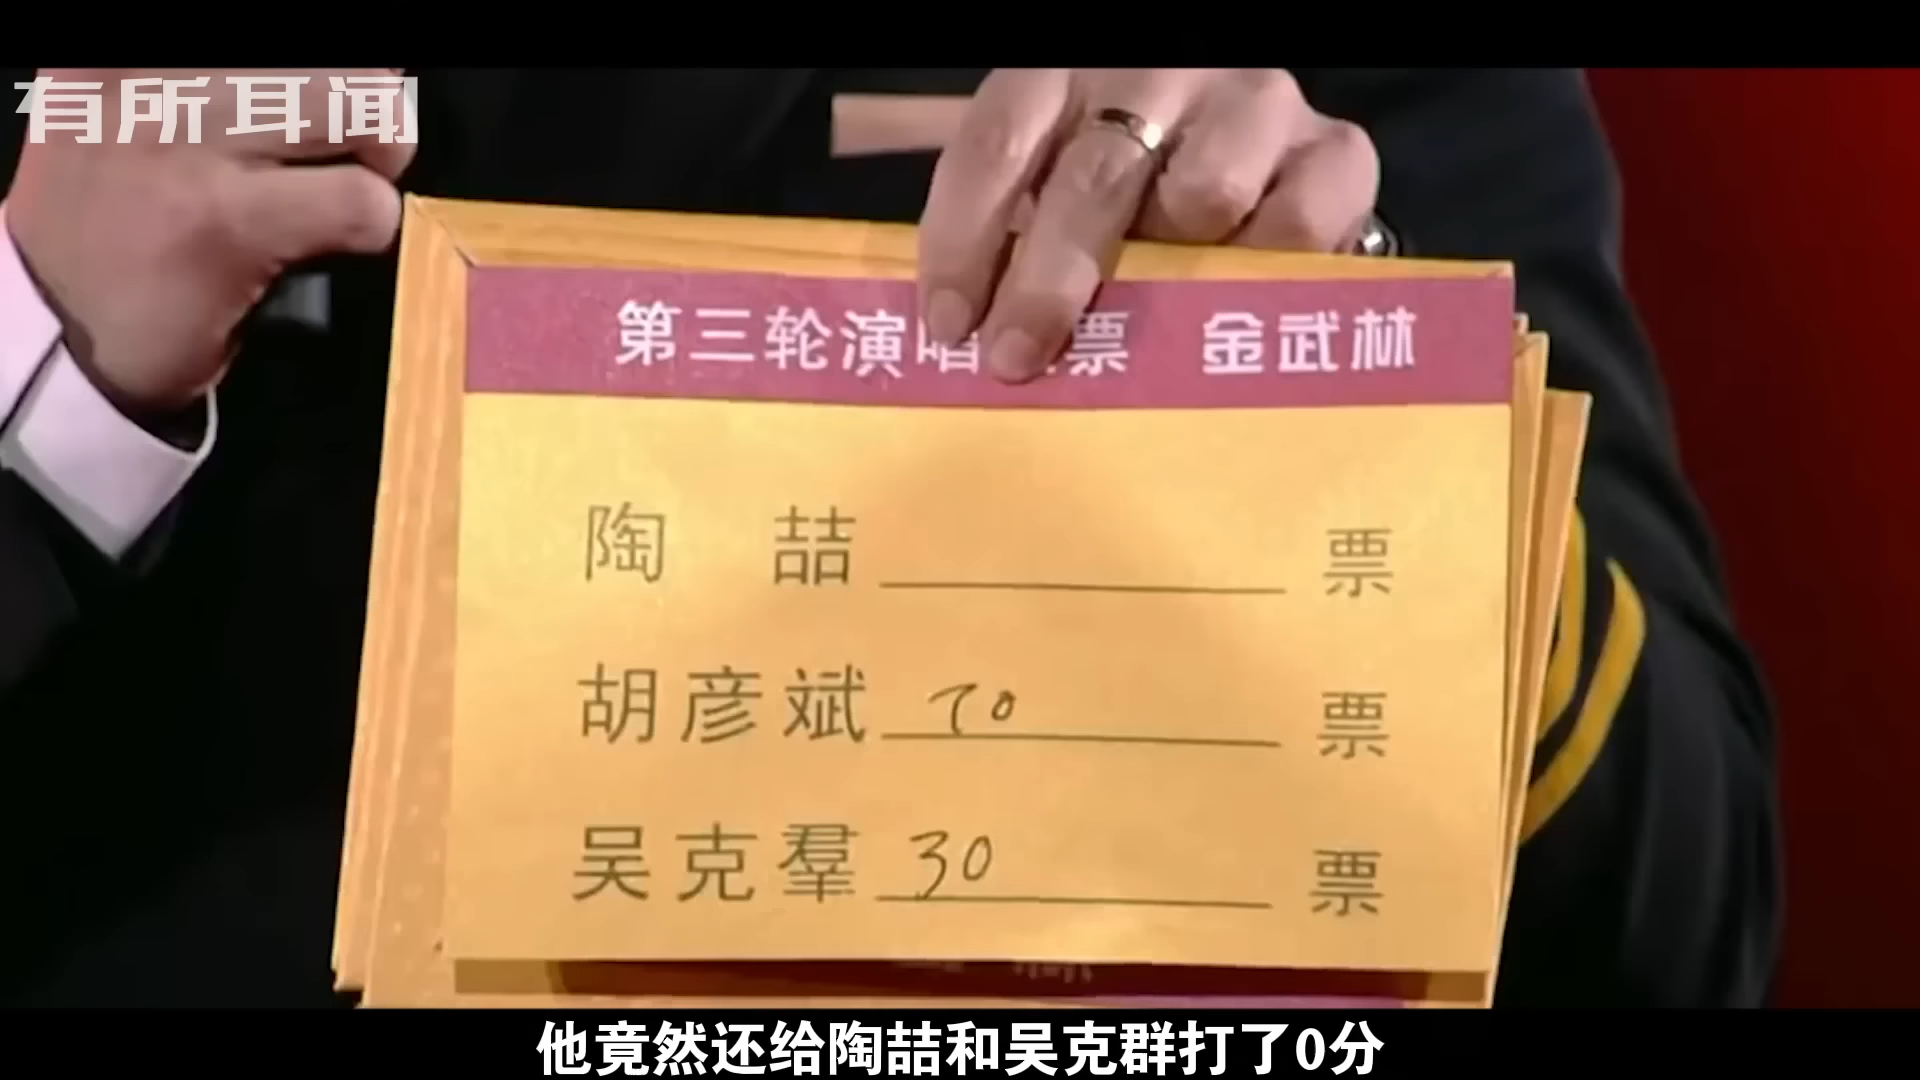 有所耳闻
第三轮演唱 票 金武林
陶喆 票
胡彦斌 70 票
吴克羣 30 票
他竟然还给陶喆和吴克群打了0分